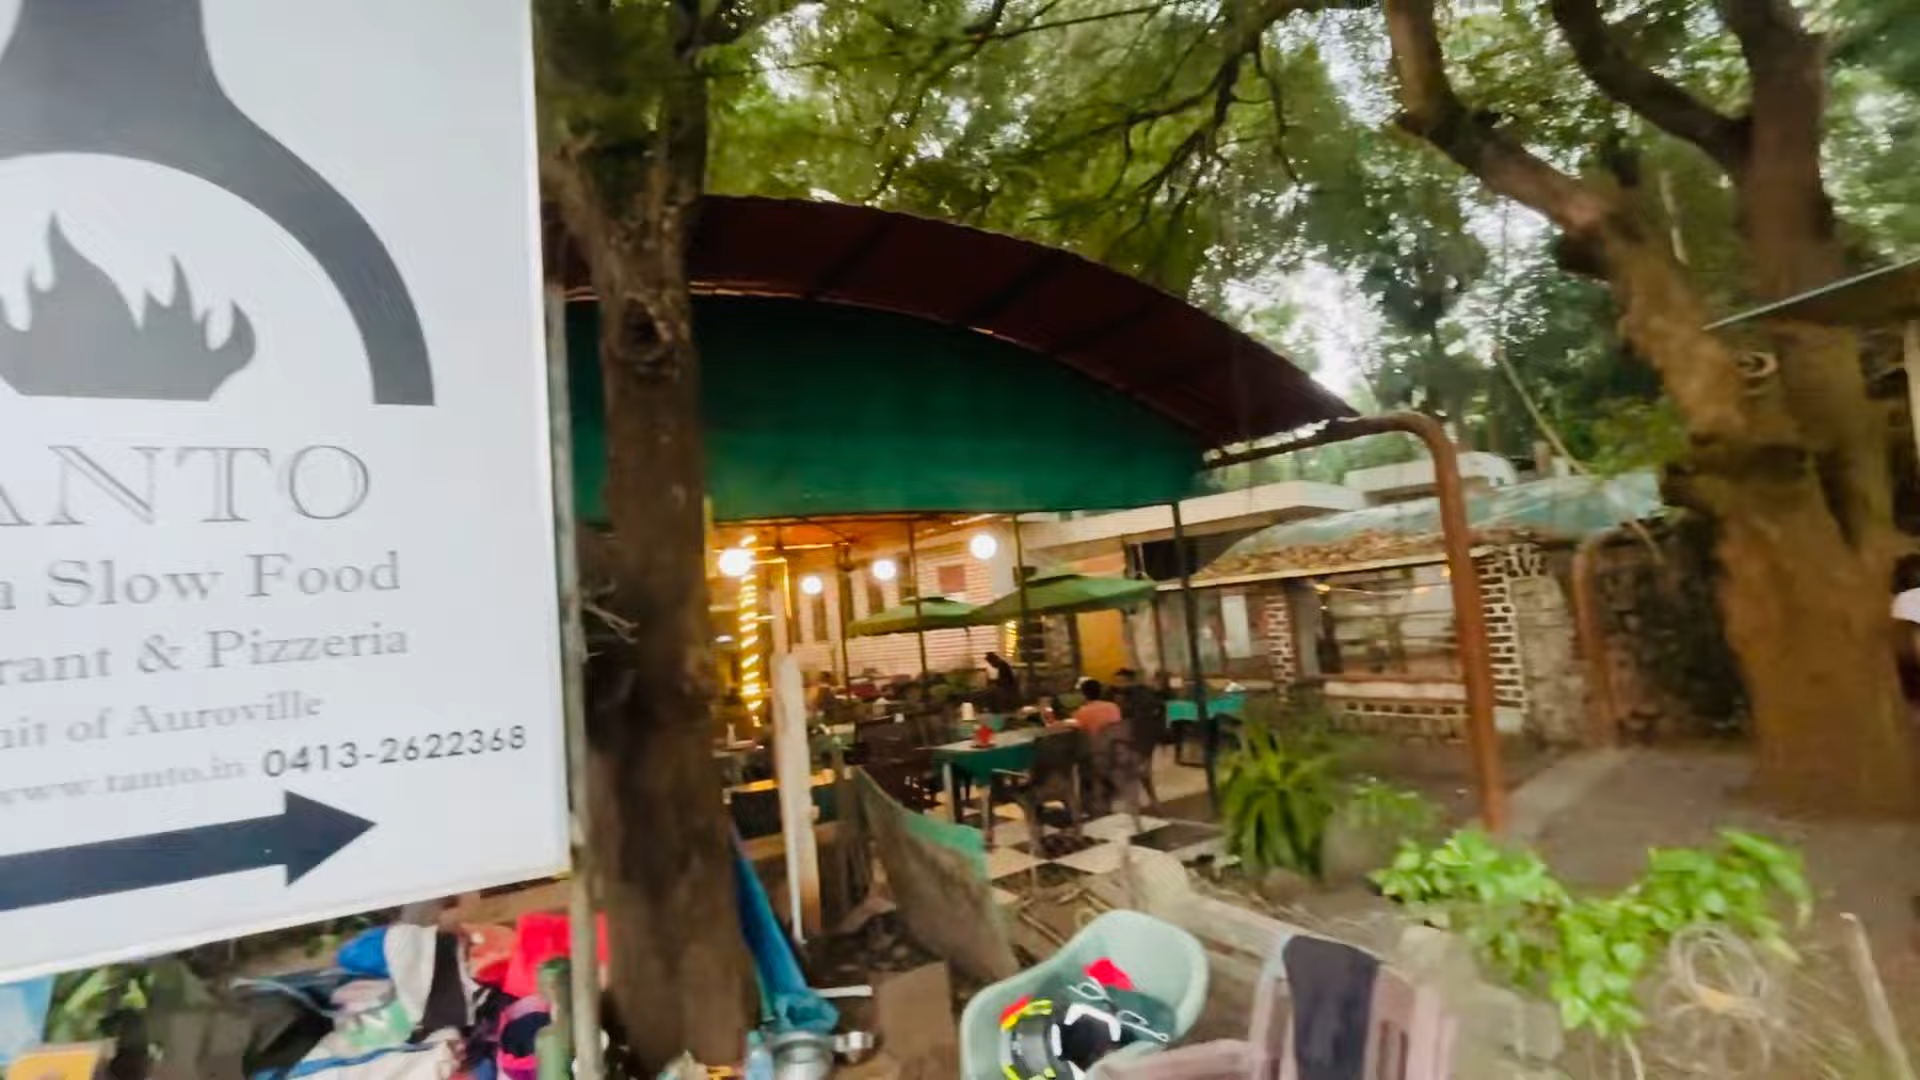 ANTO
a Slow Food
rant & Pizzeria
nit of Auroville
www.tanto.in 0413-2622368